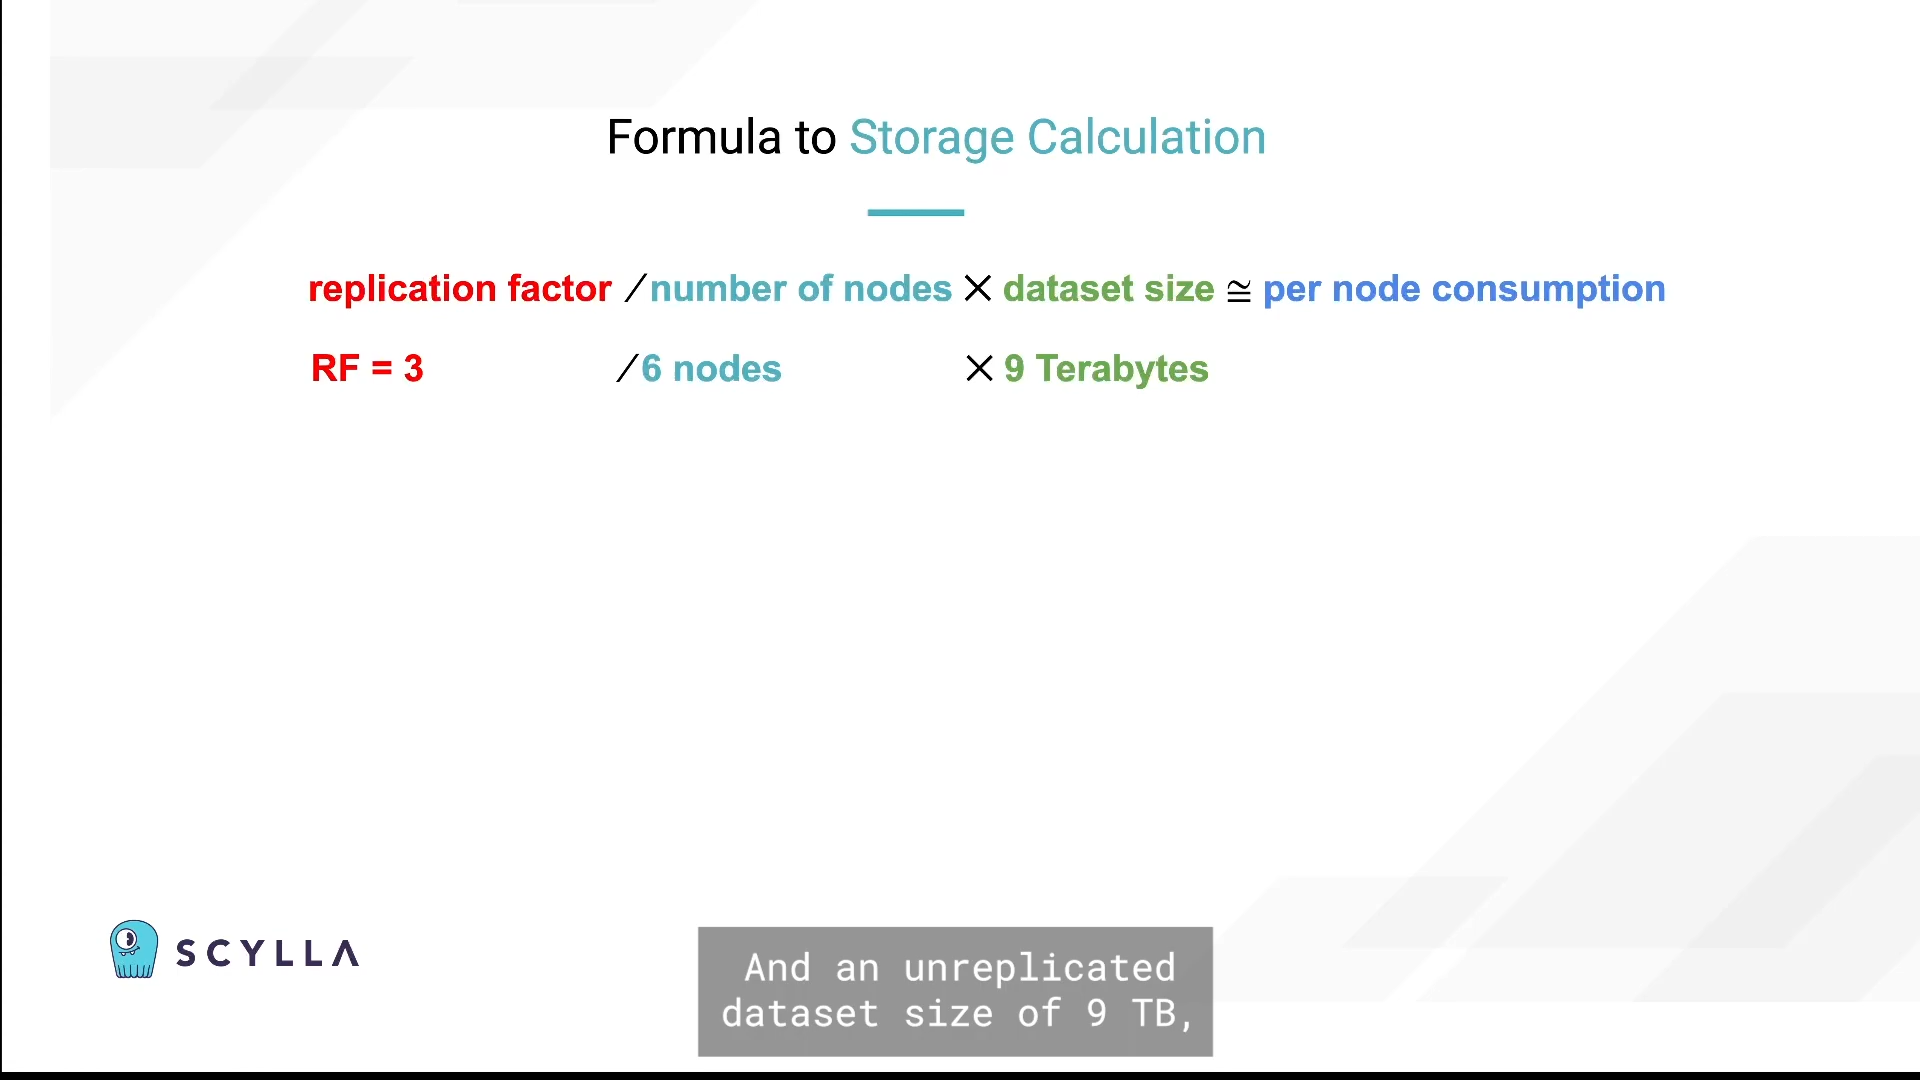 Formula to Storage Calculation
replication factor / number of nodes × dataset size ≅ per node consumption
RF = 3 / 6 nodes × 9 Terabytes
SCYLLA
And an unreplicated
dataset size of 9 TB,